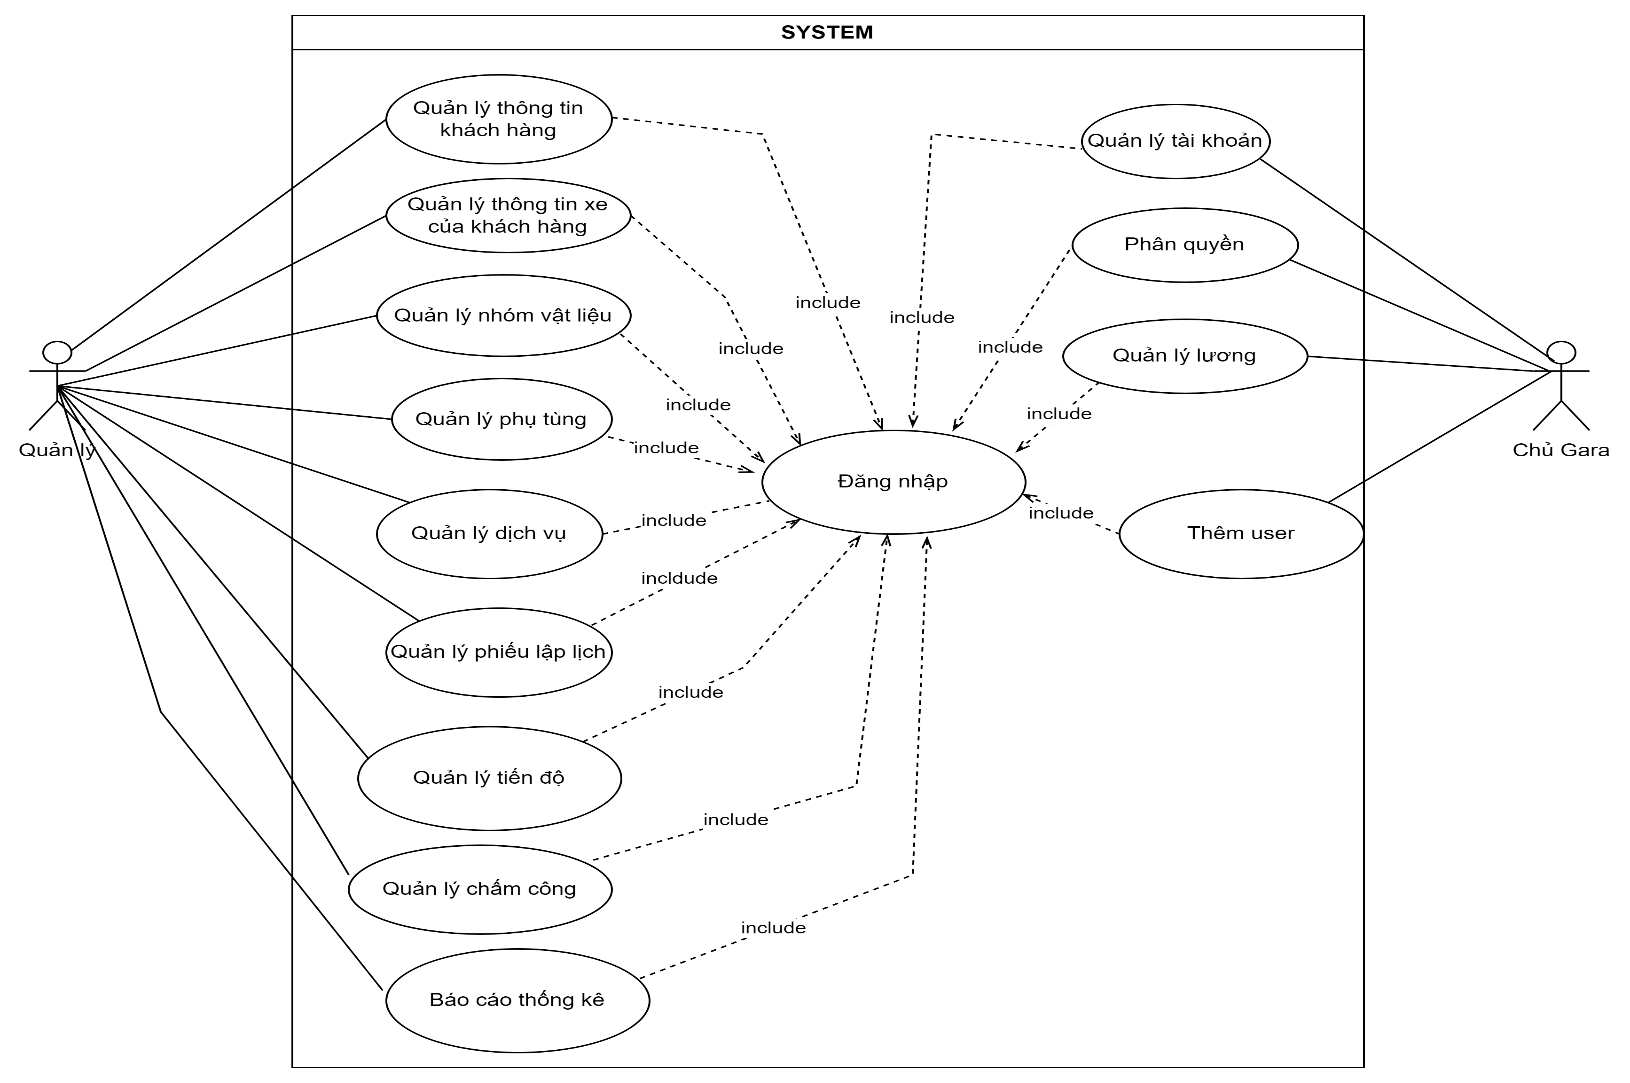 SYSTEM
Quản lý thông tin
khách hàng
Quản lý tài khoản
Quản lý thông tin xe
của khách hàng
Phân quyền
include
Quản lý nhóm vật liệu
include
include
include
Quản lý lương
include
include
Quản lý phụ tùng
include
Quản lý
Chủ Gara
Đăng nhập
include
include
Quản lý dịch vụ
Thêm user
incldude
Quản lý phiếu lập lịch
include
Quản lý tiến độ
include
Quản lý chấm công
include
Báo cáo thống kê